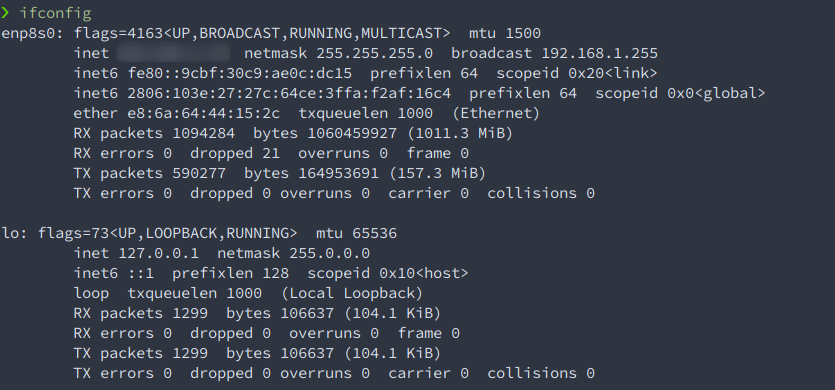 ❯ ifconfig
enp8s0: flags=4163<UP,BROADCAST,RUNNING,MULTICAST>  mtu 1500
inet netmask 255.255.255.0  broadcast 192.168.1.255
inet6 fe80::9cbf:30c9:ae0c:dc15  prefixlen 64  scopeid 0x20<link>
inet6 2806:103e:27:27c:64ce:3ffa:f2af:16c4  prefixlen 64  scopeid 0x0<global>
ether e8:6a:64:44:15:2c  txqueuelen 1000  (Ethernet)
RX packets 1094284  bytes 1060459927 (1011.3 MiB)
RX errors 0  dropped 21  overruns 0  frame 0
TX packets 590277  bytes 164953691 (157.3 MiB)
TX errors 0  dropped 0 overruns 0  carrier 0  collisions 0
lo: flags=73<UP,LOOPBACK,RUNNING>  mtu 65536
inet 127.0.0.1  netmask 255.0.0.0
inet6 ::1  prefixlen 128  scopeid 0x10<host>
loop  txqueuelen 1000  (Local Loopback)
RX packets 1299  bytes 106637 (104.1 KiB)
RX errors 0  dropped 0  overruns 0  frame 0
TX packets 1299  bytes 106637 (104.1 KiB)
TX errors 0  dropped 0 overruns 0  carrier 0  collisions 0